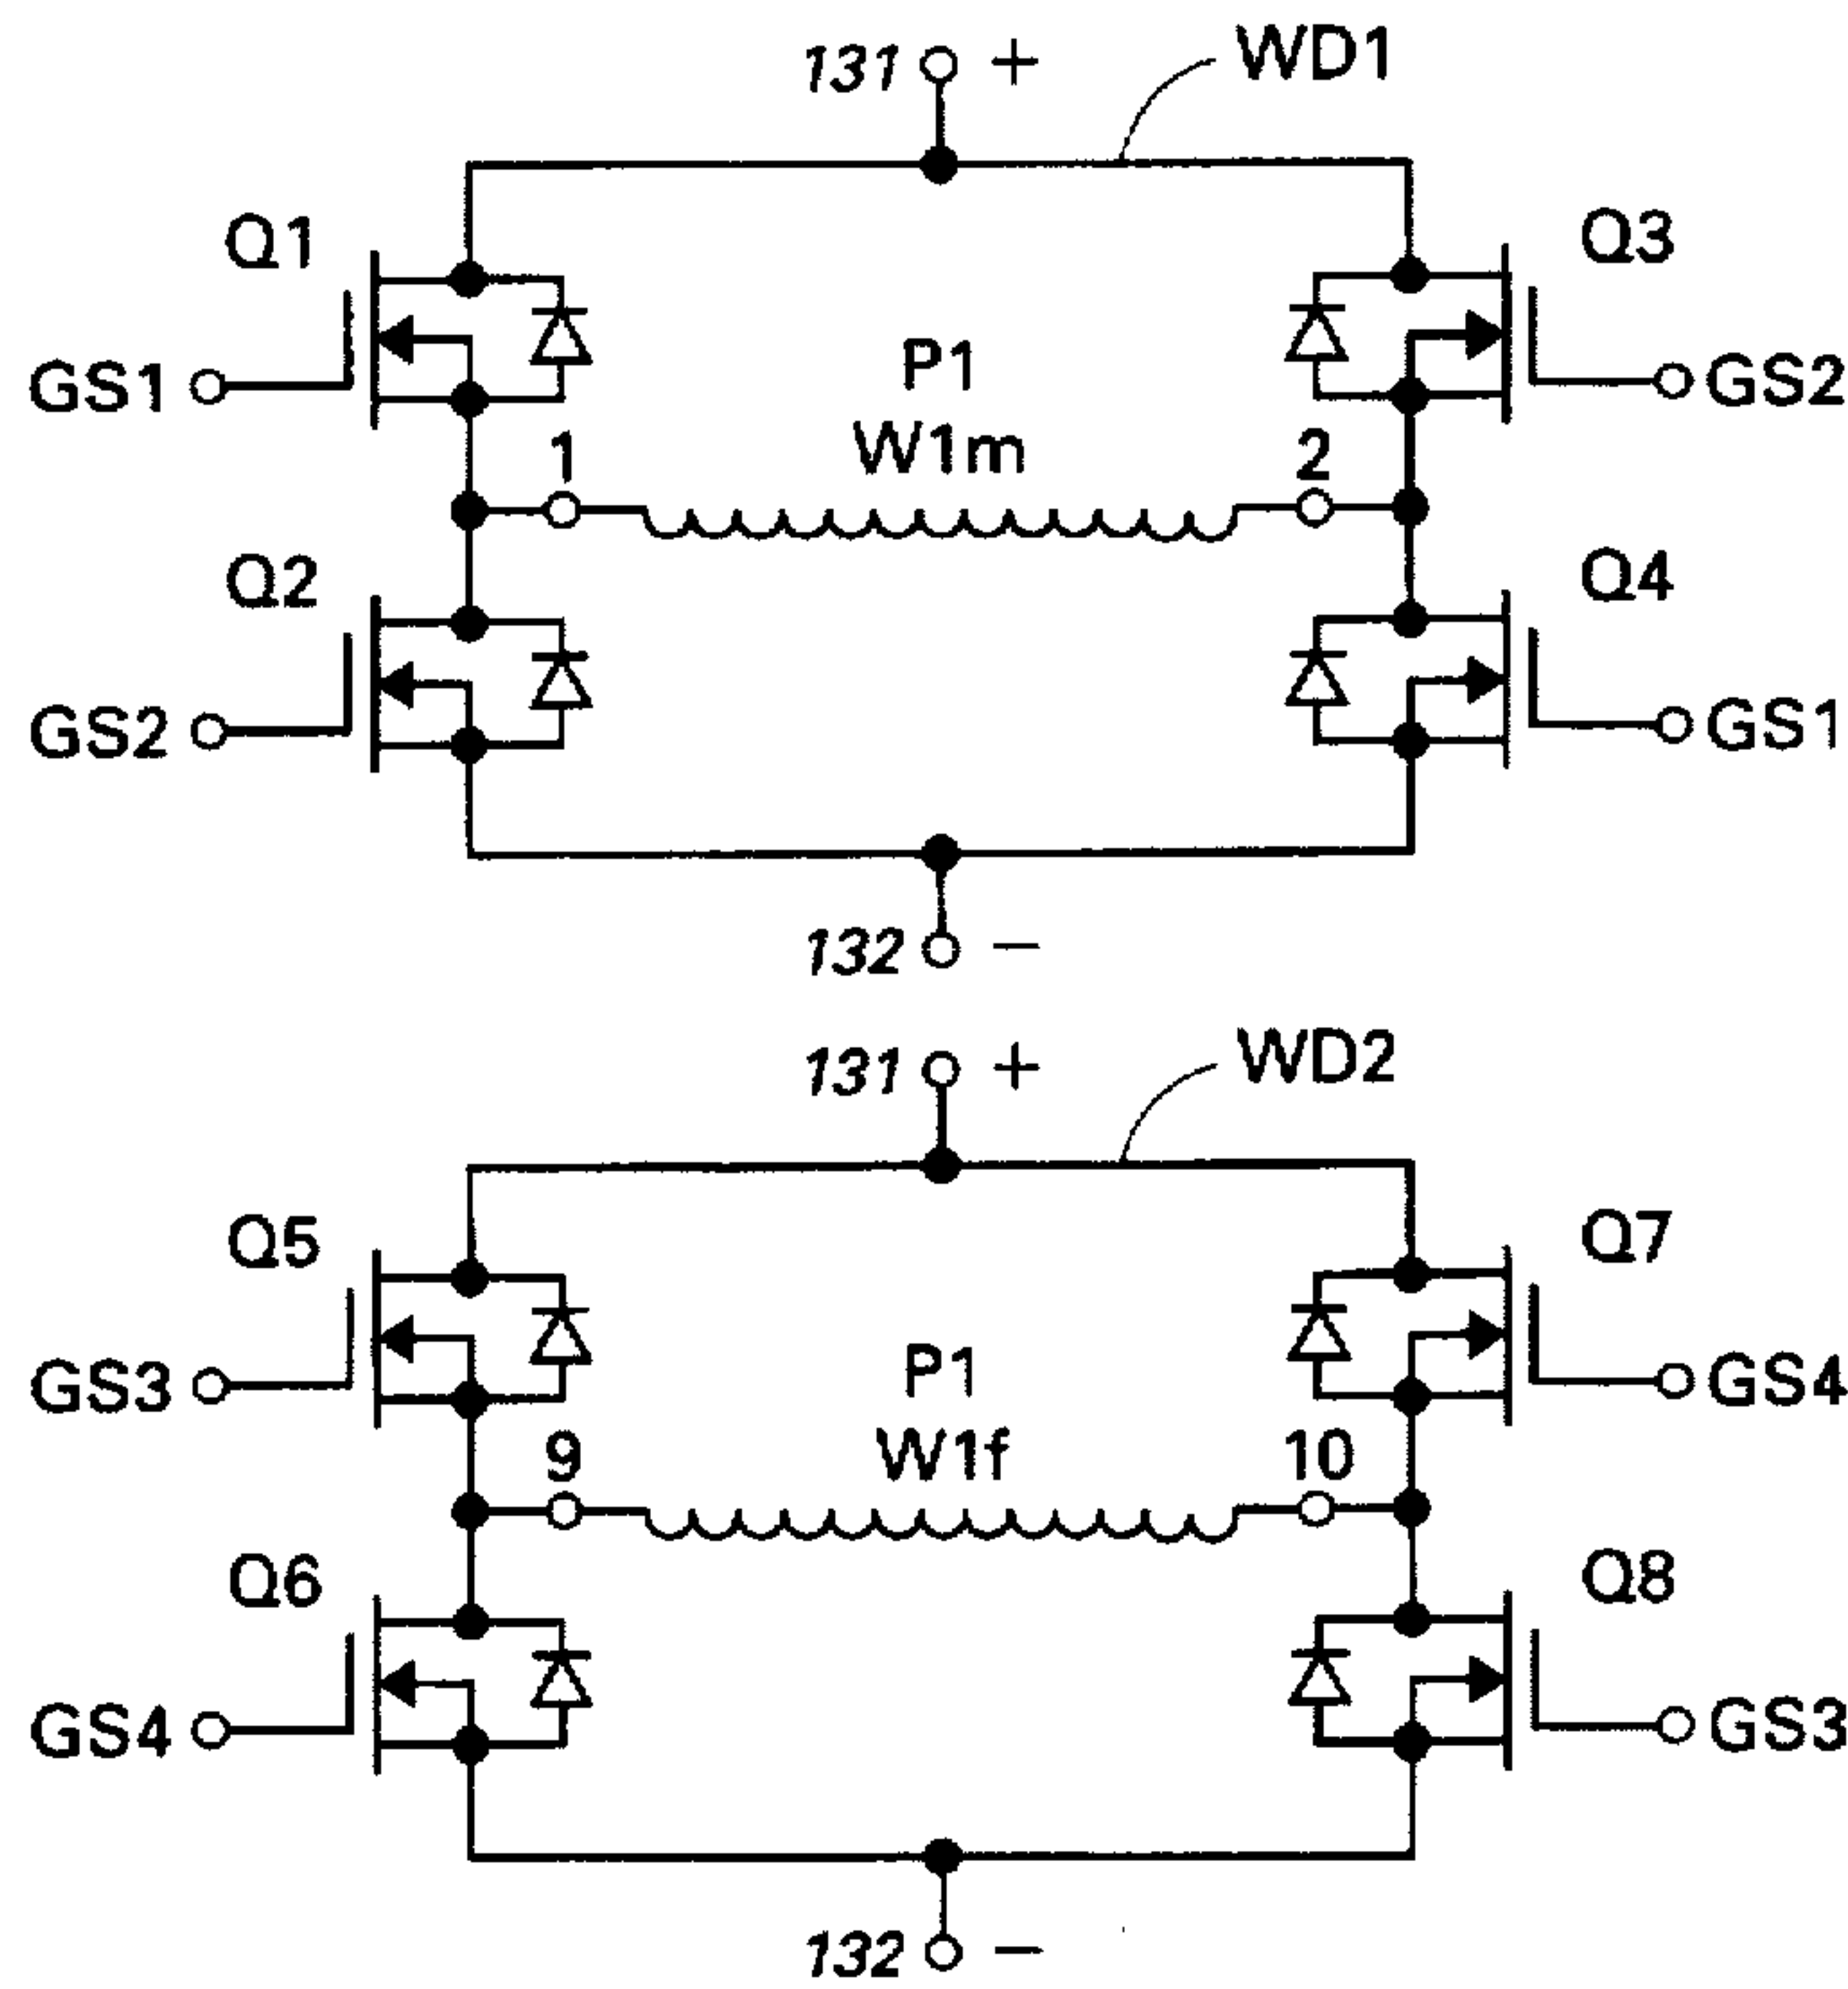 131 +
WD1
Q1
Q3
GS1
P1
GS2
W1m
1
2
Q2
Q4
GS2
GS1
132 −
131 +
WD2
Q5
Q7
GS3
P1
GS4
W1f
9
10
Q6
Q8
GS4
GS3
132 −